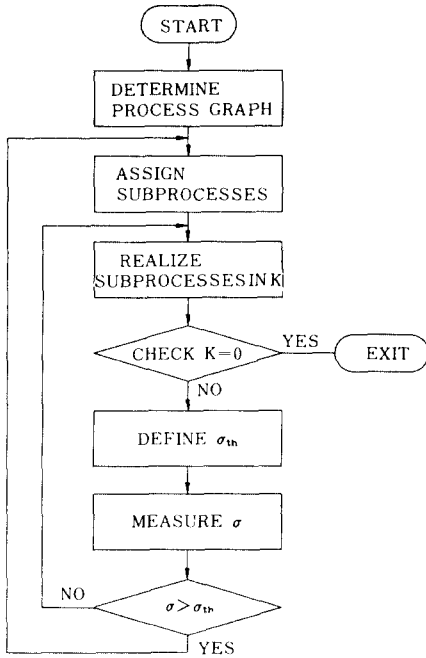 START
DETERMINE
PROCESS GRAPH
ASSIGN
SUBPROCESSES
REALIZE
SUBPROCESSESINK
CHECK K=0
YES
EXIT
NO
DEFINE σth
MEASURE σ
NO
σ>σth
YES